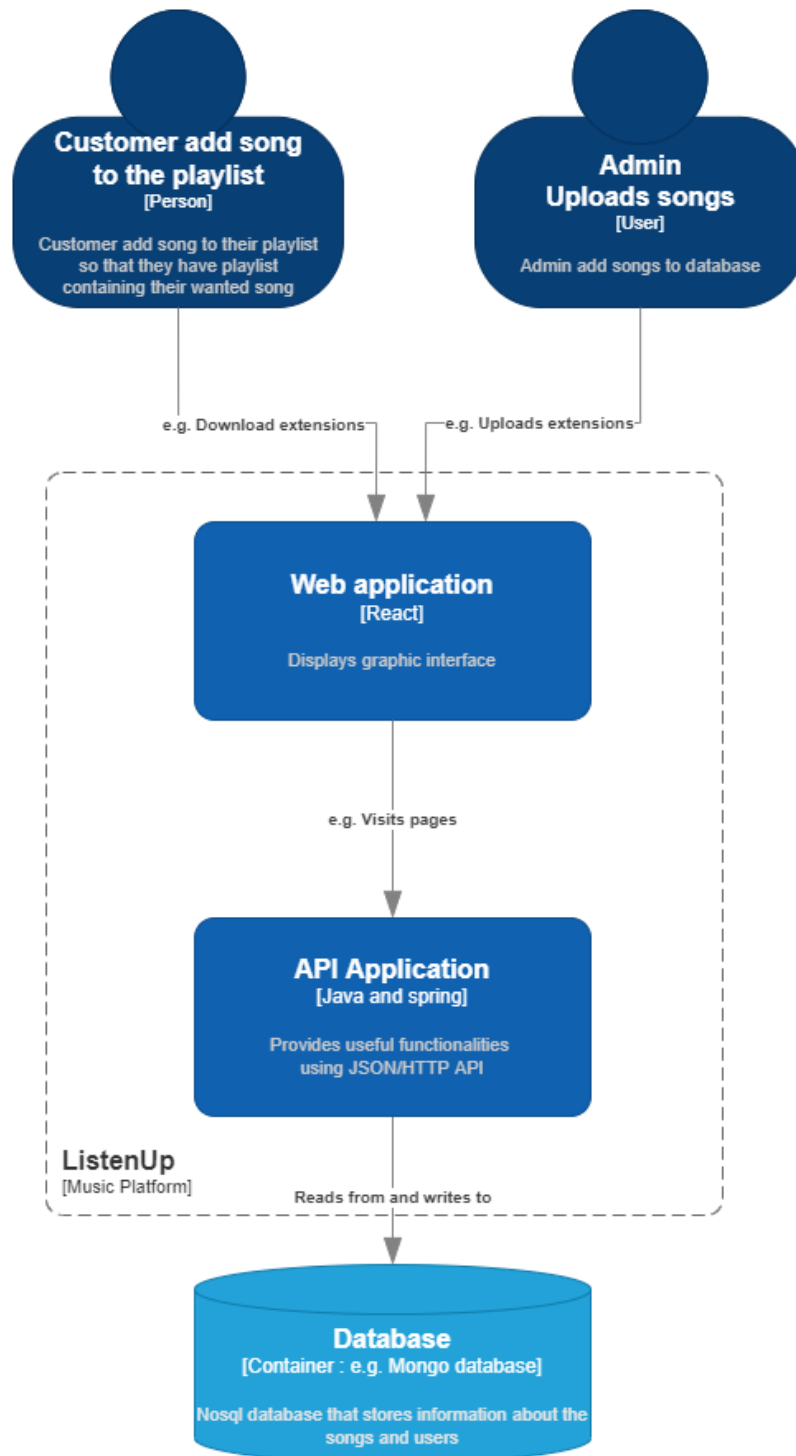 Customer add song
to the playlist
[Person]
Customer add song to their playlist
so that they have playlist
containing their wanted song
Admin
Uploads songs
[User]
Admin add songs to database
e.g. Download extensions
e.g. Uploads extensions
Web application
[React]
Displays graphic interface
e.g. Visits pages
API Application
[Java and spring]
Provides useful functionalities
using JSON/HTTP API
ListenUp
[Music Platform]
Reads from and writes to
Database
[Container : e.g. Mongo database]
Nosql database that stores information about the
songs and users